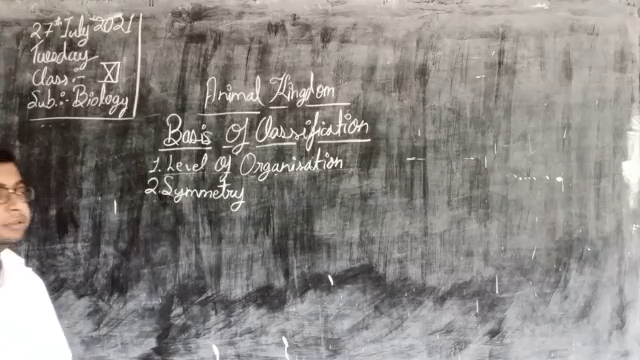 27th July 2021
Tuesday
Class:- XI
Sub.:- Biology
Animal Kingdom
Basis Of Classification
1. Level of Organisation
2. Symmetry